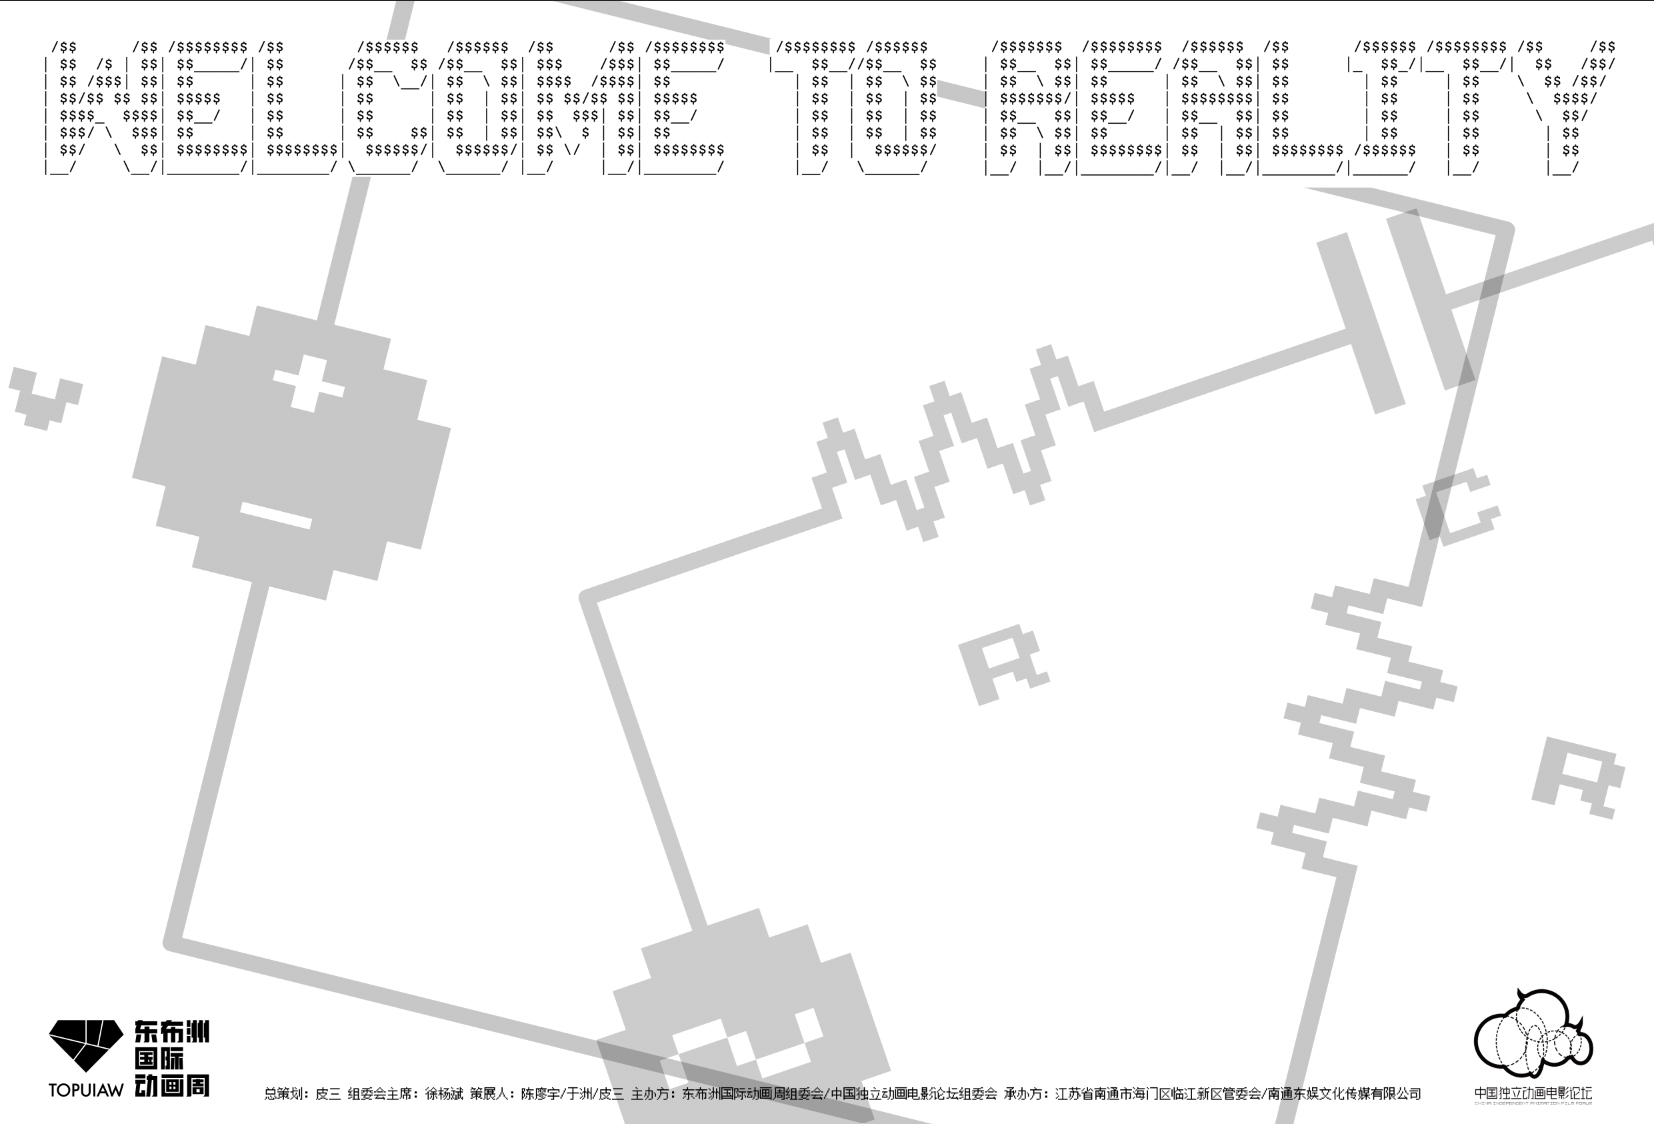 WELCOME TO REALITY
V
C
R
R
东布洲
国际
动画周
TOPUIAW
总策划：皮三 组委会主席：徐杨斌 策展人：陈廖宇/于洲/皮三 主办方：东布洲国际动画周组委会/中国独立动画电影论坛组委会 承办方：江苏省南通市海门区临江新区管委会/南通东娱文化传媒有限公司
中国独立动画电影论坛
CHINA INDEPENDENT ANIMATION FILM FORUM